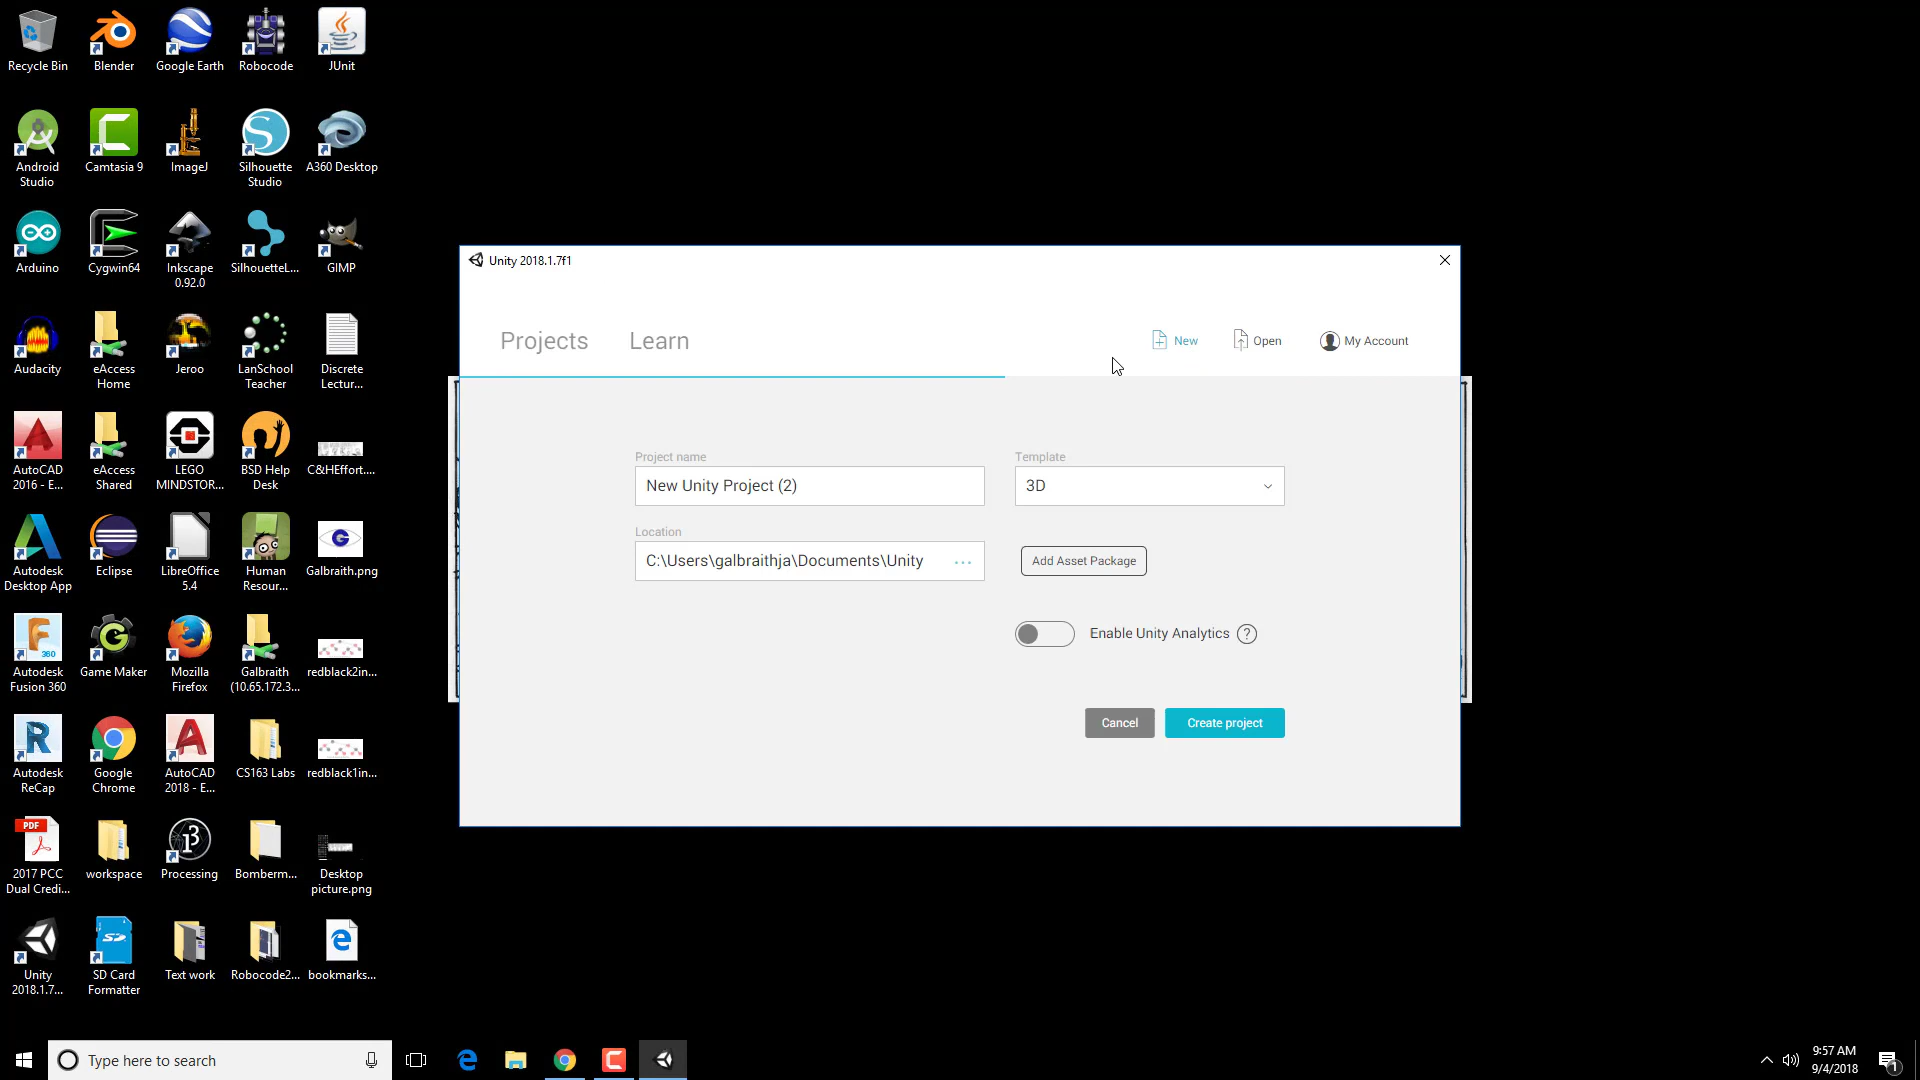 Recycle Bin
Blender
Google Earth
Robocode
JUnit
Android
Studio
Camtasia 9
ImageJ
Silhouette
Studio
A360 Desktop
Arduino
Cygwin64
Inkscape
0.92.0
SilhouetteL...
GIMP
Audacity
eAccess
Home
Jeroo
LanSchool
Teacher
Discrete
Lectur...
AutoCAD
2016 - E...
eAccess
Shared
LEGO
MINDSTOR...
BSD Help
Desk
C&HEffort....
Autodesk
Desktop App
Eclipse
LibreOffice
5.4
Human
Resour...
Galbraith.png
360
Autodesk
Fusion 360
Game Maker
Mozilla
Firefox
Galbraith
(10.65.172.3...
redblack2in...
Autodesk
ReCap
Google
Chrome
AutoCAD
2018 - E...
CS163 Labs
redblack1in...
PDF
2017 PCC
Dual Credi...
workspace
Processing
Bomberm...
Desktop
picture.png
Unity
2018.1.7...
SD Card
Formatter
Text work
Robocode2...
bookmarks...
Unity 2018.1.7f1
Projects
Learn
New
Open
My Account
Project name
New Unity Project (2)
Template
3D
Location
C:\Users\galbraithja\Documents\Unity
...
Add Asset Package
Enable Unity Analytics
?
Cancel
Create project
Type here to search
9:57 AM
9/4/2018
1